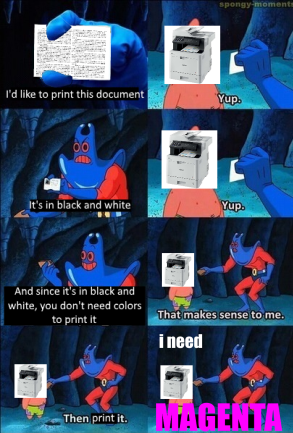 spongy-moments
I'd like to print this document
Yup.
It's in black and white
Yup.
And since it's in black and
white, you don't need colors
to print it
That makes sense to me.
Then print it.
i need
MAGENTA